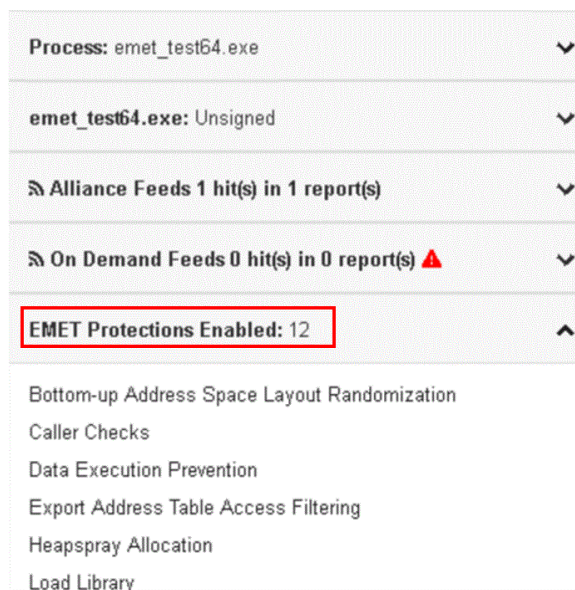 Process: emet_test64.exe
emet_test64.exe: Unsigned
Alliance Feeds 1 hit(s) in 1 report(s)
On Demand Feeds 0 hit(s) in 0 report(s)
EMET Protections Enabled: 12
Bottom-up Address Space Layout Randomization
Caller Checks
Data Execution Prevention
Export Address Table Access Filtering
Heapspray Allocation
Load Library